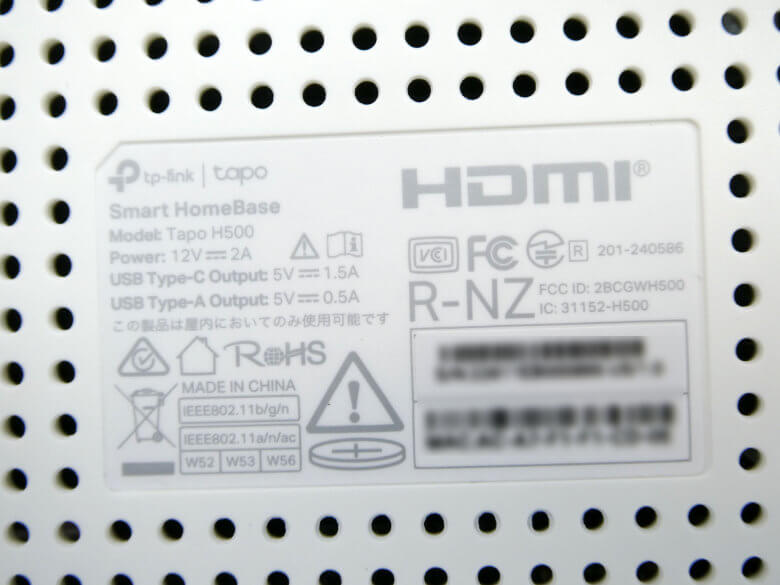 tp-link | tapo
Smart HomeBase
Model: Tapo H500
Power: 12V ⎓ 2A
USB Type-C Output: 5V ⎓ 1.5A
USB Type-A Output: 5V ⎓ 0.5A
この製品は屋内においてのみ使用可能です
RoHS
MADE IN CHINA
IEEE802.11b/g/n
IEEE802.11a/n/ac
W52 W53 W56
HDMI®
VCCI FC R 201-240586
R-NZ
FCC ID: 2BCGWH500
IC: 31152-H500